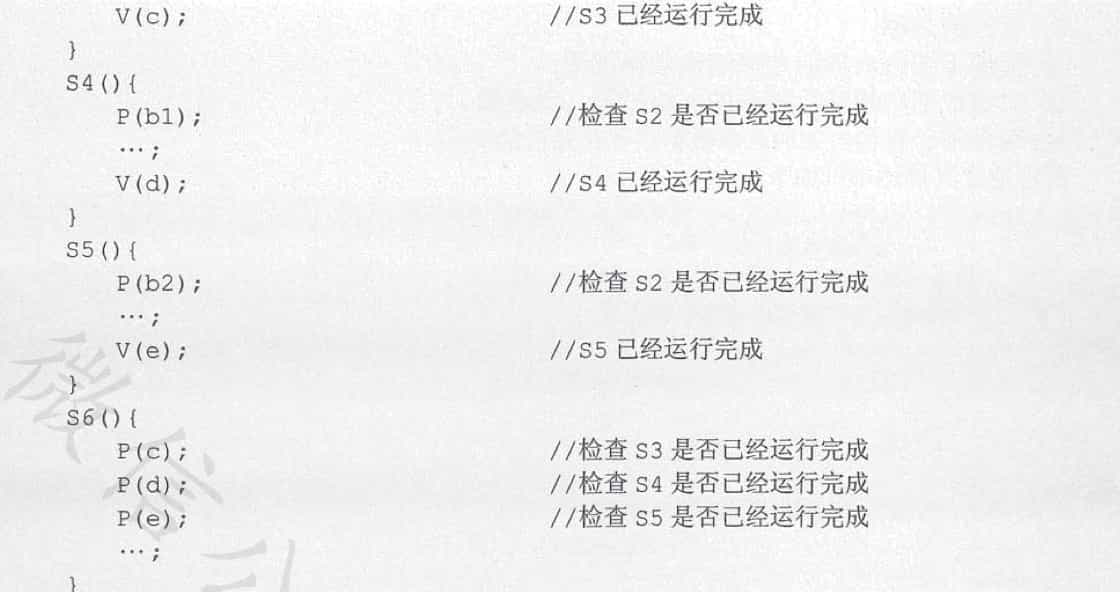 V(c); //S3 已经运行完成
}
S4(){
P(b1); //检查 S2 是否已经运行完成
…;
V(d); //S4 已经运行完成
}
S5(){
P(b2); //检查 S2 是否已经运行完成
…;
V(e); //S5 已经运行完成
}
S6(){
P(c); //检查 S3 是否已经运行完成
P(d); //检查 S4 是否已经运行完成
P(e); //检查 S5 是否已经运行完成
…;
}
微信公